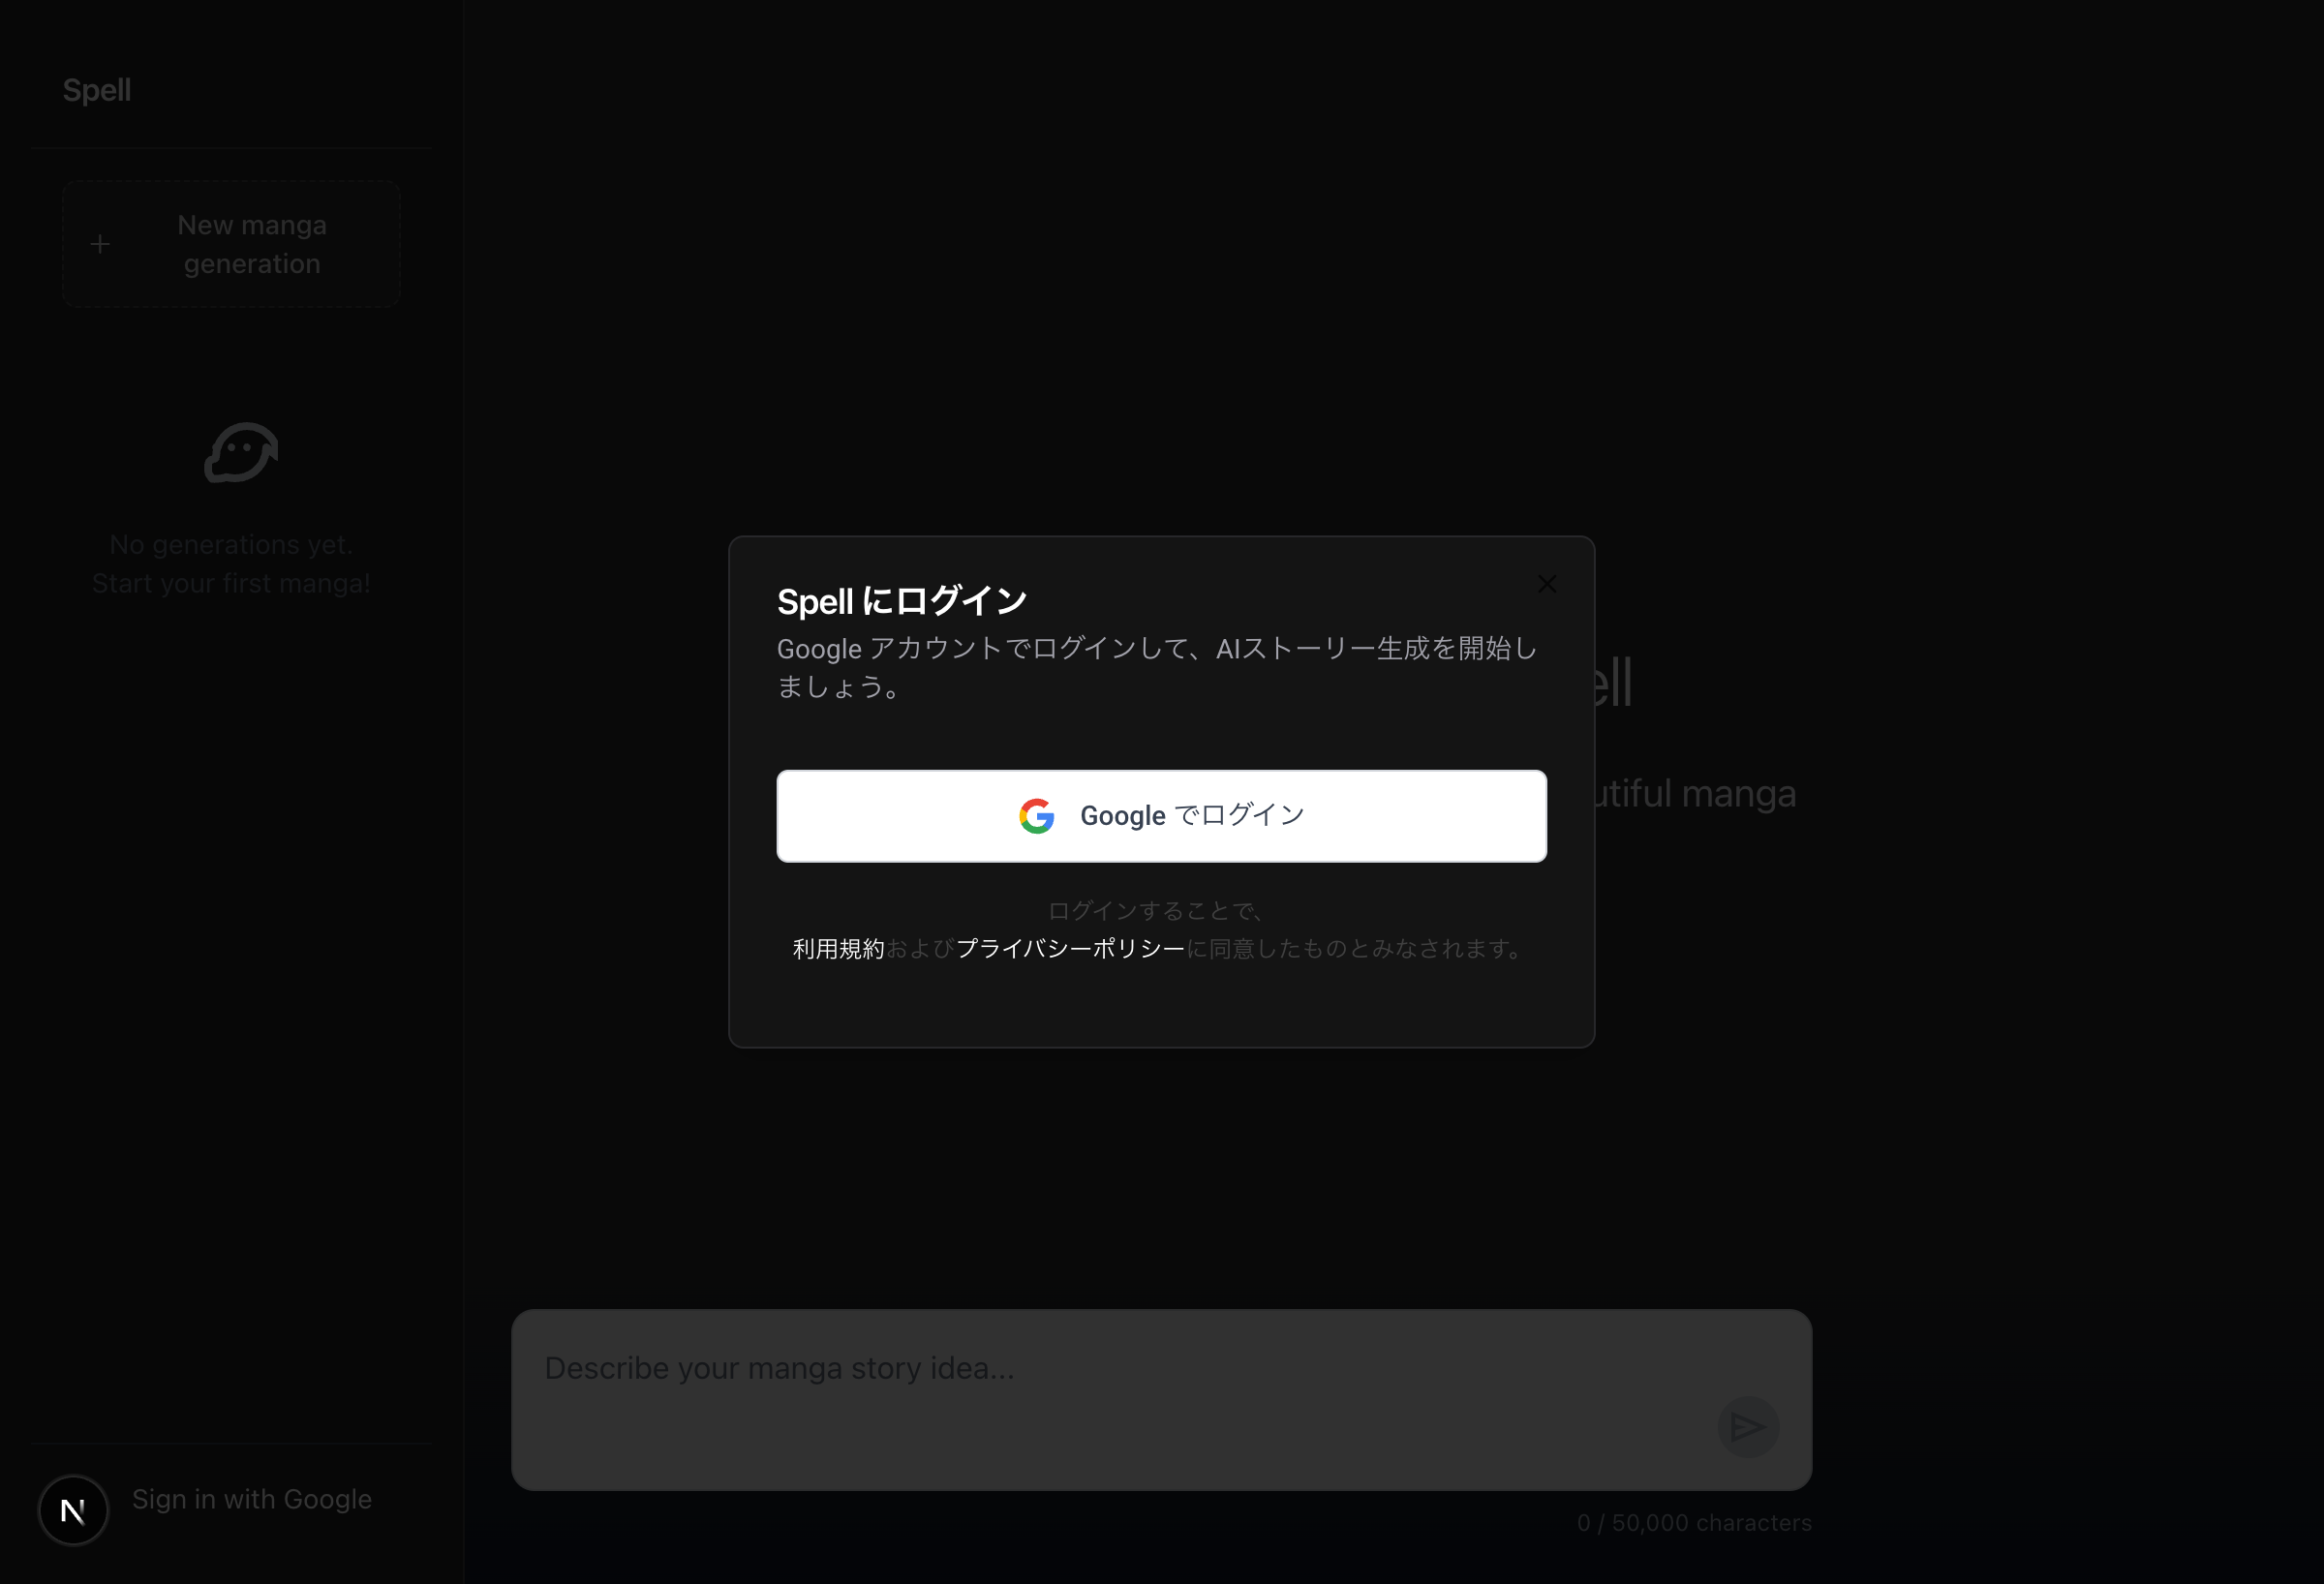 Spell
New manga
generation
No generations yet.
Start your first manga!
Spell にログイン
Google アカウントでログインして、AIストーリー生成を開始し
ましょう。
ell
utiful manga
Google でログイン
ログインすることで、
利用規約およびプライバシーポリシーに同意したものとみなされます。
Describe your manga story idea...
0 / 50,000 characters
N
Sign in with Google